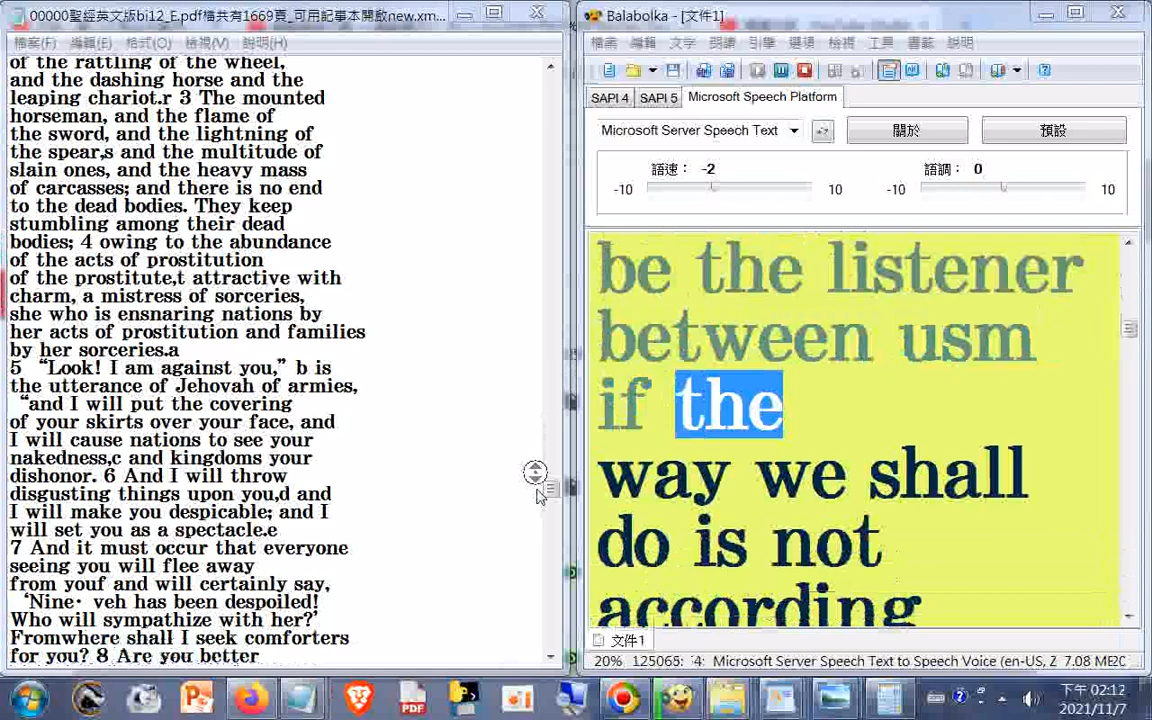 00000聖經英文版bi12_E.pdf檔共有1669頁_可用記事本開啟new.xm...
檔案(F) 編輯(E) 格式(O) 檢視(V) 說明(H)
of the rattling of the wheel,
and the dashing horse and the
leaping chariot.r 3 The mounted
horseman, and the flame of
the sword, and the lightning of
the spear,s and the multitude of
slain ones, and the heavy mass
of carcasses; and there is no end
to the dead bodies. They keep
stumbling among their dead
bodies; 4 owing to the abundance
of the acts of prostitution
of the prostitute,t attractive with
charm, a mistress of sorceries,
she who is ensnaring nations by
her acts of prostitution and families
by her sorceries.a
5 “Look! I am against you,” b is
the utterance of Jehovah of armies,
“and I will put the covering
of your skirts over your face, and
I will cause nations to see your
nakedness,c and kingdoms your
dishonor. 6 And I will throw
disgusting things upon you,d and
I will make you despicable; and I
will set you as a spectacle.e
7 And it must occur that everyone
seeing you will flee away
from youf and will certainly say,
‘Nine· veh has been despoiled!
Who will sympathize with her?’
Fromwhere shall I seek comforters
for you? 8 Are you better
Balabolka - [文件1]
檔案 編輯 文字 朗讀 引擎 選項 檢視 工具 書籤 說明
SAPI 4 SAPI 5 Microsoft Speech Platform
Microsoft Server Speech Text 關於 預設
語速： -2 語調： 0
-10 10 -10 10
be the listener
between usm
if the
way we shall
do is not
according
文件1
20% 125065: 4: Microsoft Server Speech Text to Speech Voice (en-US, Z 7.08 ME2C
PDF
下午 02:12
2021/11/7